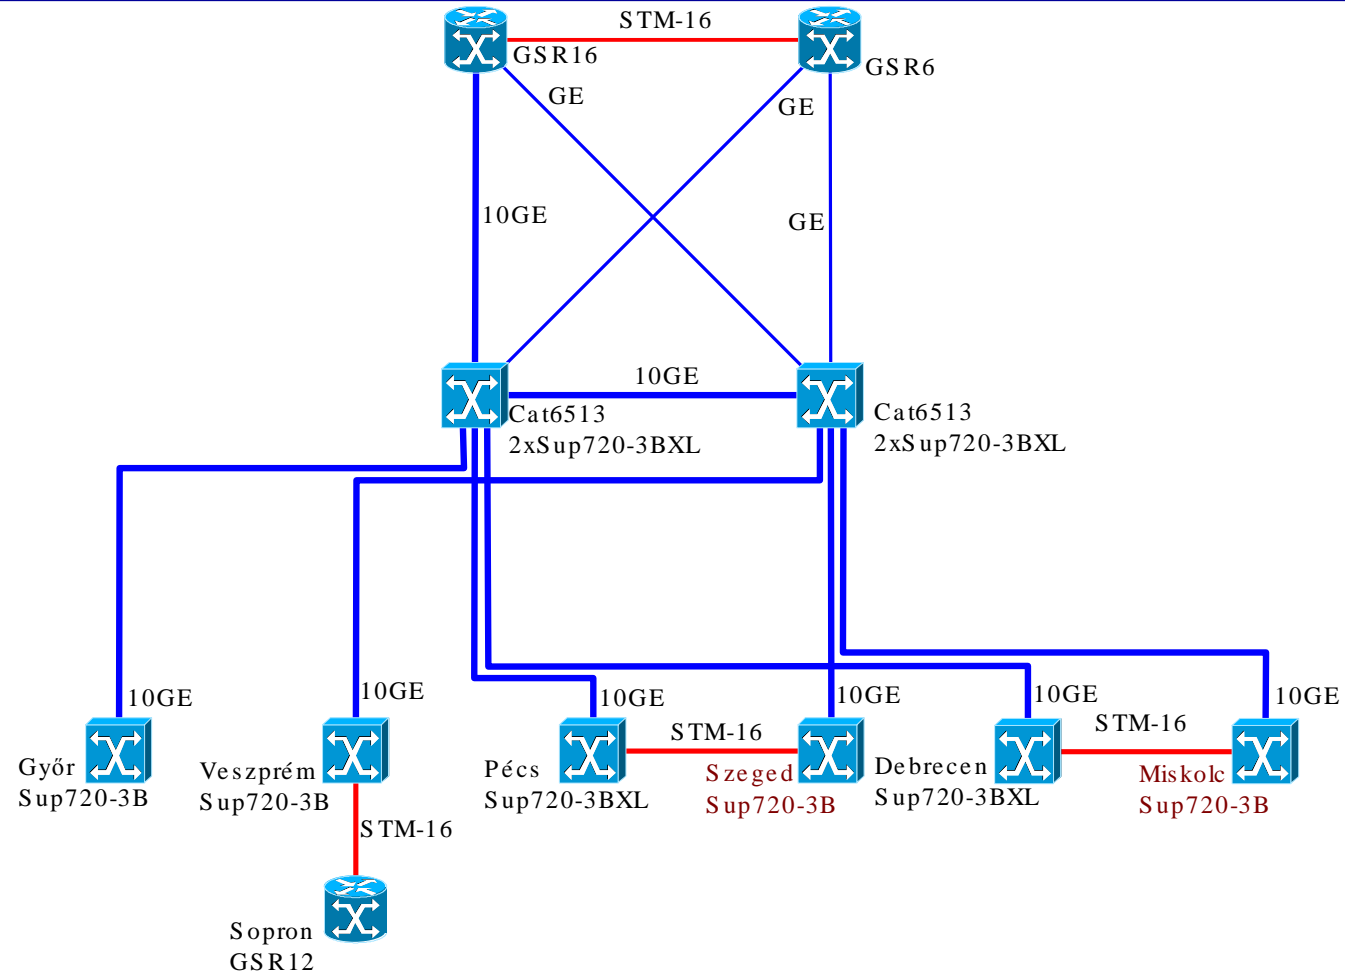 STM-16
GSR16
GSR6
GE
GE
10GE
GE
10GE
Cat6513
2xSup720-3BXL
Cat6513
2xSup720-3BXL
10GE
10GE
10GE
10GE
10GE
10GE
STM-16
STM-16
Győr
Sup720-3B
Veszprém
Sup720-3B
Pécs
Sup720-3BXL
Szeged
Sup720-3B
Debrecen
Sup720-3BXL
Miskolc
Sup720-3B
STM-16
Sopron
GSR12